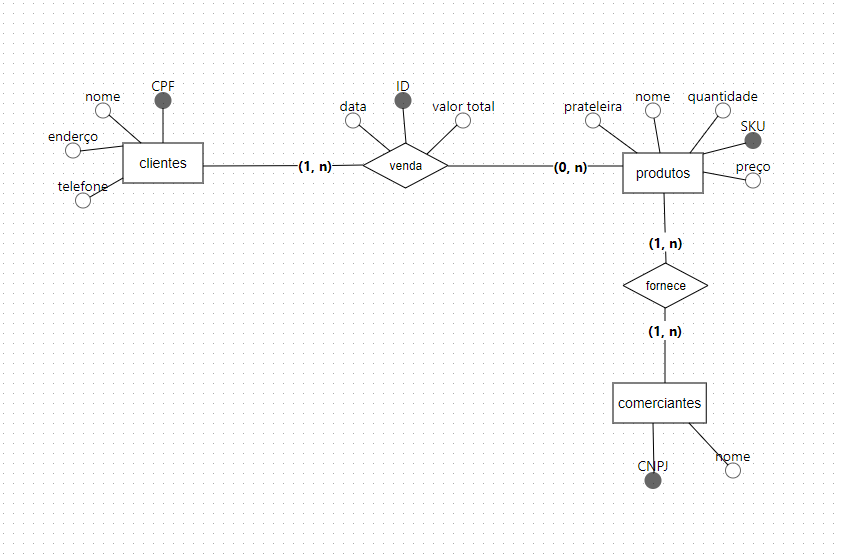 CPF
nome
enderço
telefone
clientes
(1, n)
ID
data
valor total
venda
(0, n)
prateleira
nome
quantidade
SKU
preço
produtos
(1, n)
fornece
(1, n)
comerciantes
CNPJ
nome